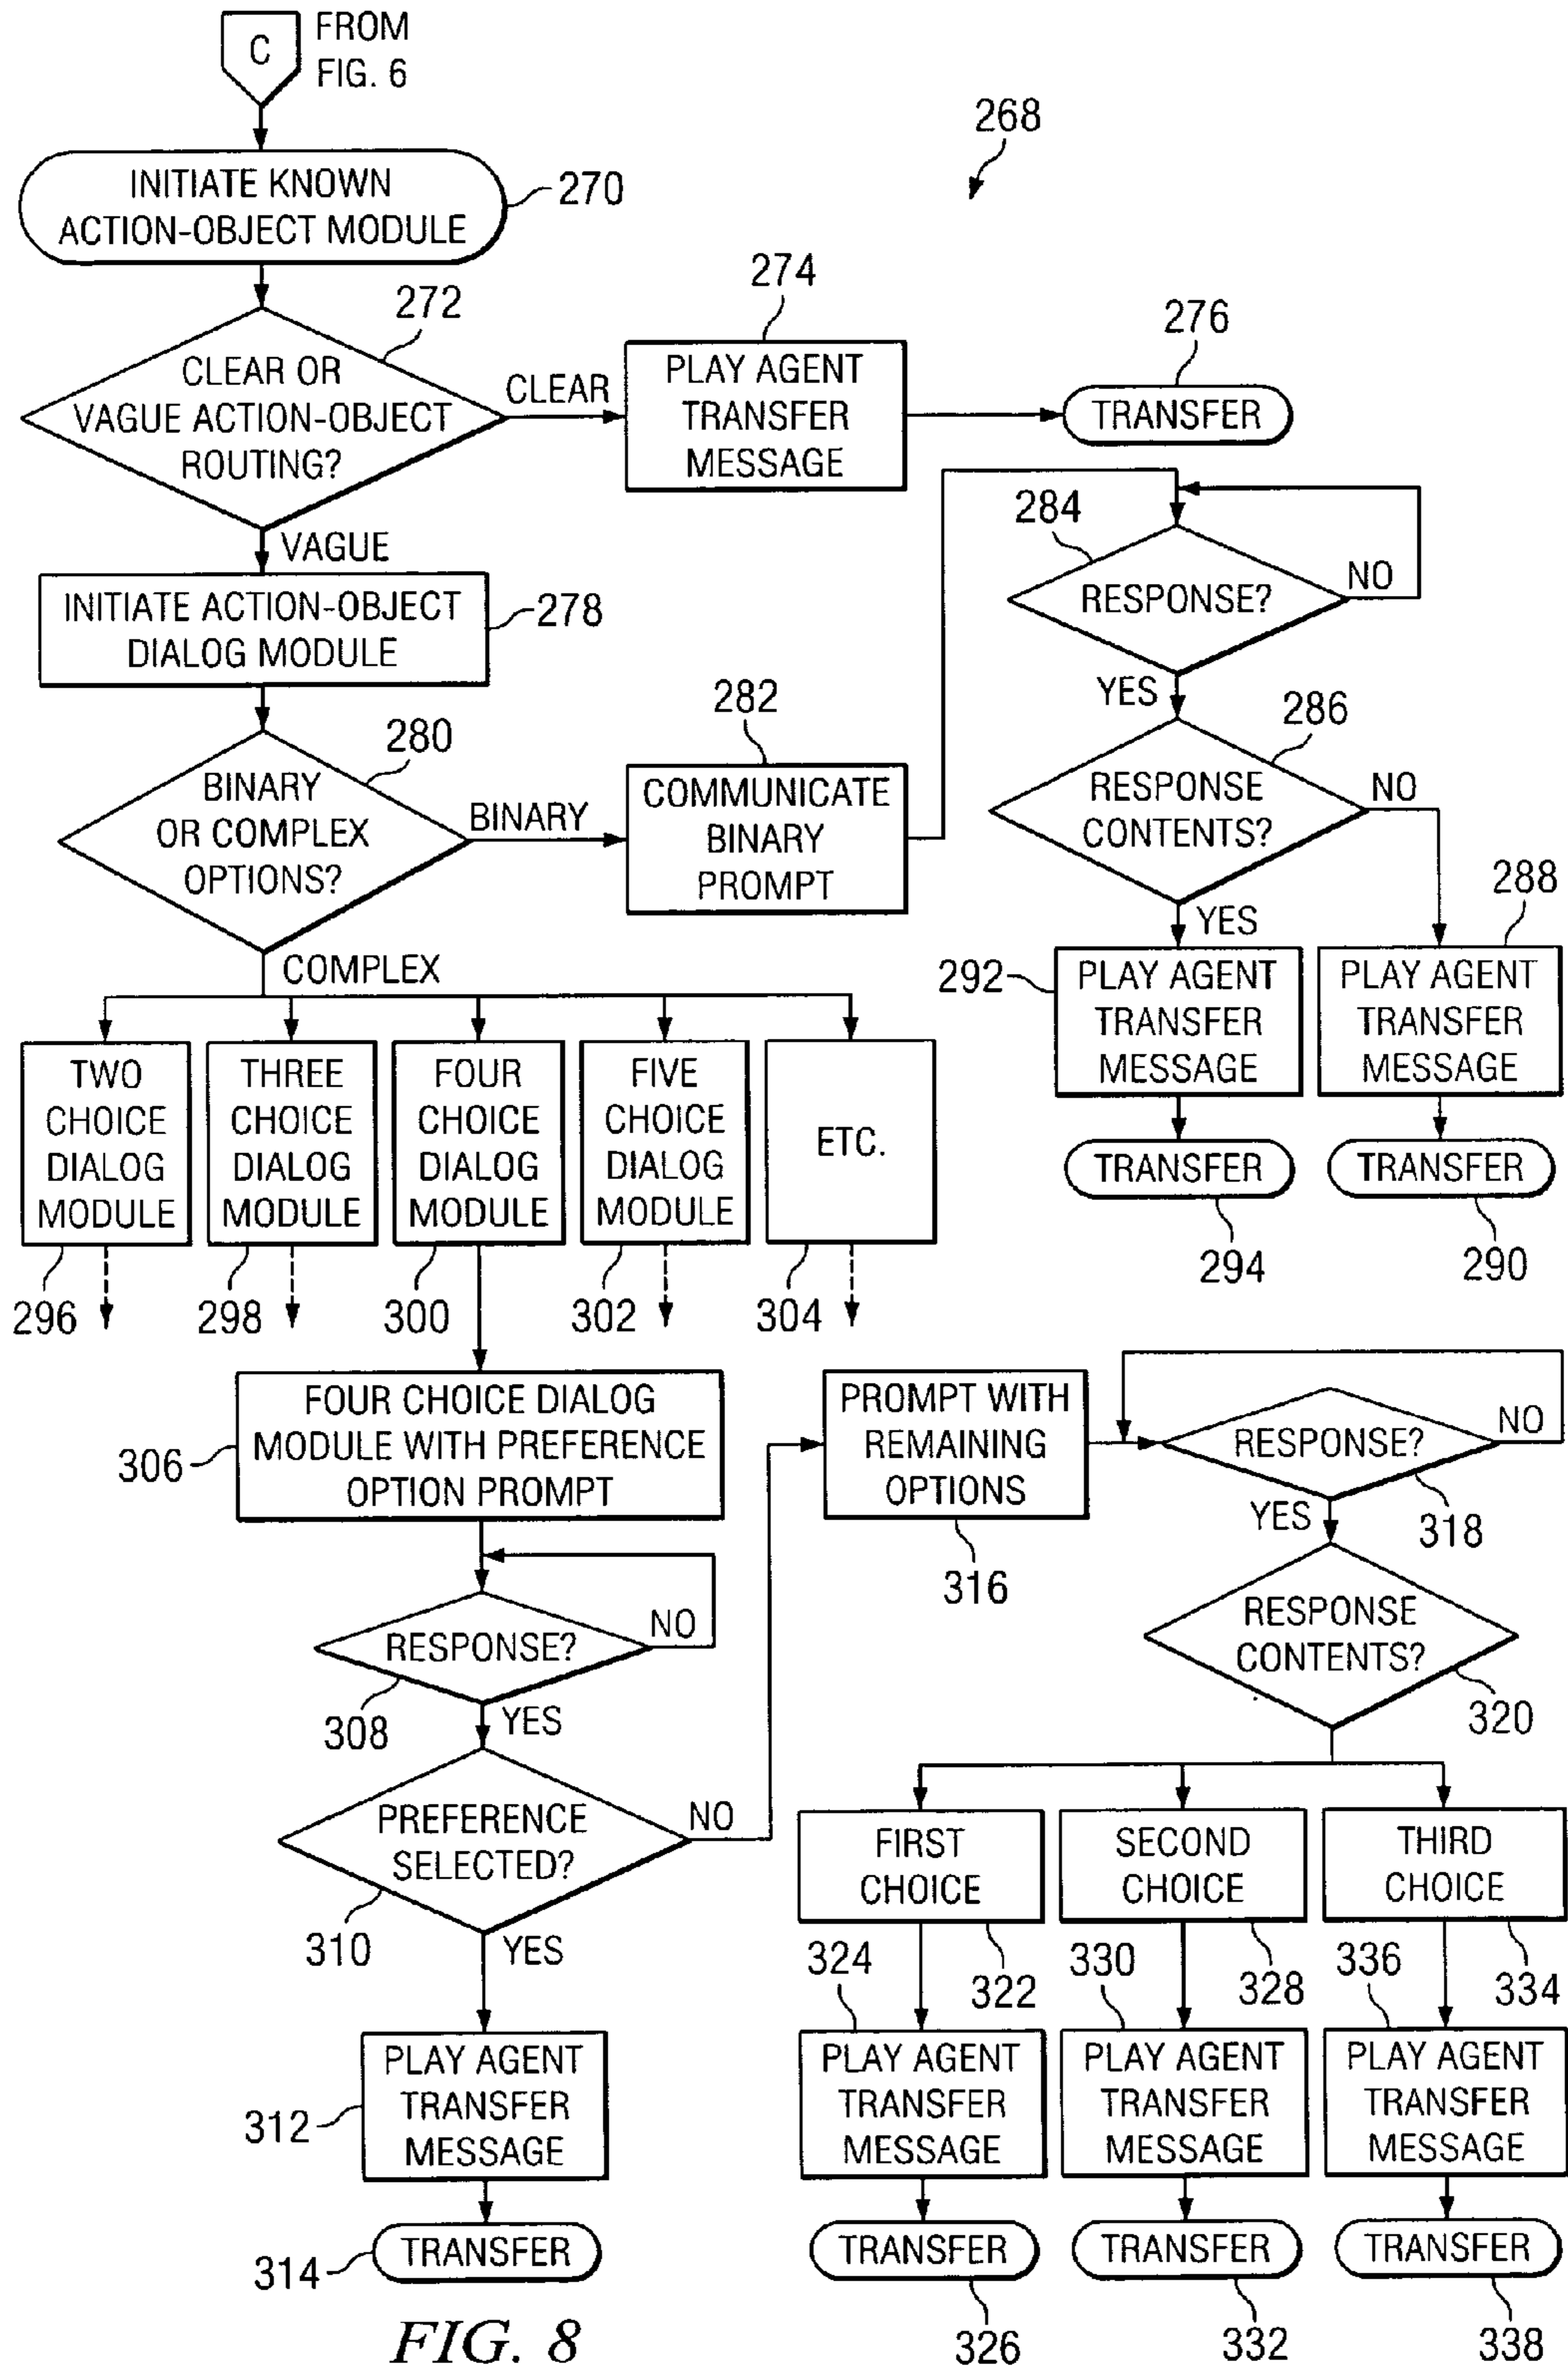 C
FROM
FIG. 6
268
INITIATE KNOWN
ACTION-OBJECT MODULE
270
272
CLEAR OR
VAGUE ACTION-OBJECT
ROUTING?
CLEAR
VAGUE
274
PLAY AGENT
TRANSFER
MESSAGE
276
TRANSFER
INITIATE ACTION-OBJECT
DIALOG MODULE
278
280
BINARY
OR COMPLEX
OPTIONS?
BINARY
COMPLEX
282
COMMUNICATE
BINARY
PROMPT
284
RESPONSE?
NO
YES
286
RESPONSE
CONTENTS?
NO
YES
288
292
PLAY AGENT
TRANSFER
MESSAGE
PLAY AGENT
TRANSFER
MESSAGE
TRANSFER
TRANSFER
294
290
TWO
CHOICE
DIALOG
MODULE
THREE
CHOICE
DIALOG
MODULE
FOUR
CHOICE
DIALOG
MODULE
FIVE
CHOICE
DIALOG
MODULE
ETC.
296
298
300
302
304
306
FOUR CHOICE DIALOG
MODULE WITH PREFERENCE
OPTION PROMPT
RESPONSE?
NO
308
YES
PREFERENCE
SELECTED?
NO
310
YES
312
PLAY AGENT
TRANSFER
MESSAGE
314
TRANSFER
PROMPT WITH
REMAINING
OPTIONS
316
RESPONSE?
NO
318
YES
RESPONSE
CONTENTS?
320
FIRST
CHOICE
SECOND
CHOICE
THIRD
CHOICE
324
322
330
328
336
334
PLAY AGENT
TRANSFER
MESSAGE
PLAY AGENT
TRANSFER
MESSAGE
PLAY AGENT
TRANSFER
MESSAGE
TRANSFER
TRANSFER
TRANSFER
326
332
338
FIG. 8